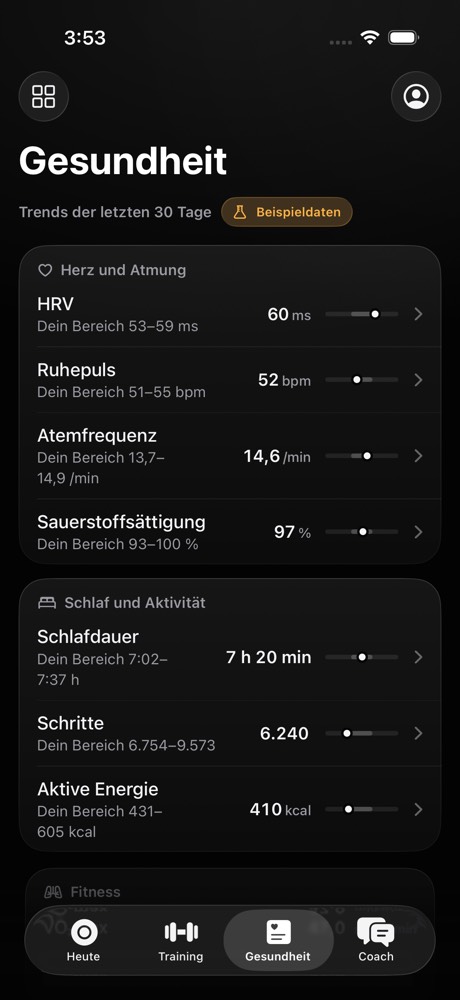 3:53
Gesundheit
Trends der letzten 30 Tage
Beispieldaten
Herz und Atmung
HRV
Dein Bereich 53–59 ms
60 ms
Ruhepuls
Dein Bereich 51–55 bpm
52 bpm
Atemfrequenz
Dein Bereich 13,7–
14,9 /min
14,6 /min
Sauerstoffsättigung
Dein Bereich 93–100 %
97 %
Schlaf und Aktivität
Schlafdauer
Dein Bereich 7:02–
7:37 h
7 h 20 min
Schritte
Dein Bereich 6.754–9.573
6.240
Aktive Energie
Dein Bereich 431–
605 kcal
410 kcal
Fitness
Heute
Training
Gesundheit
Coach